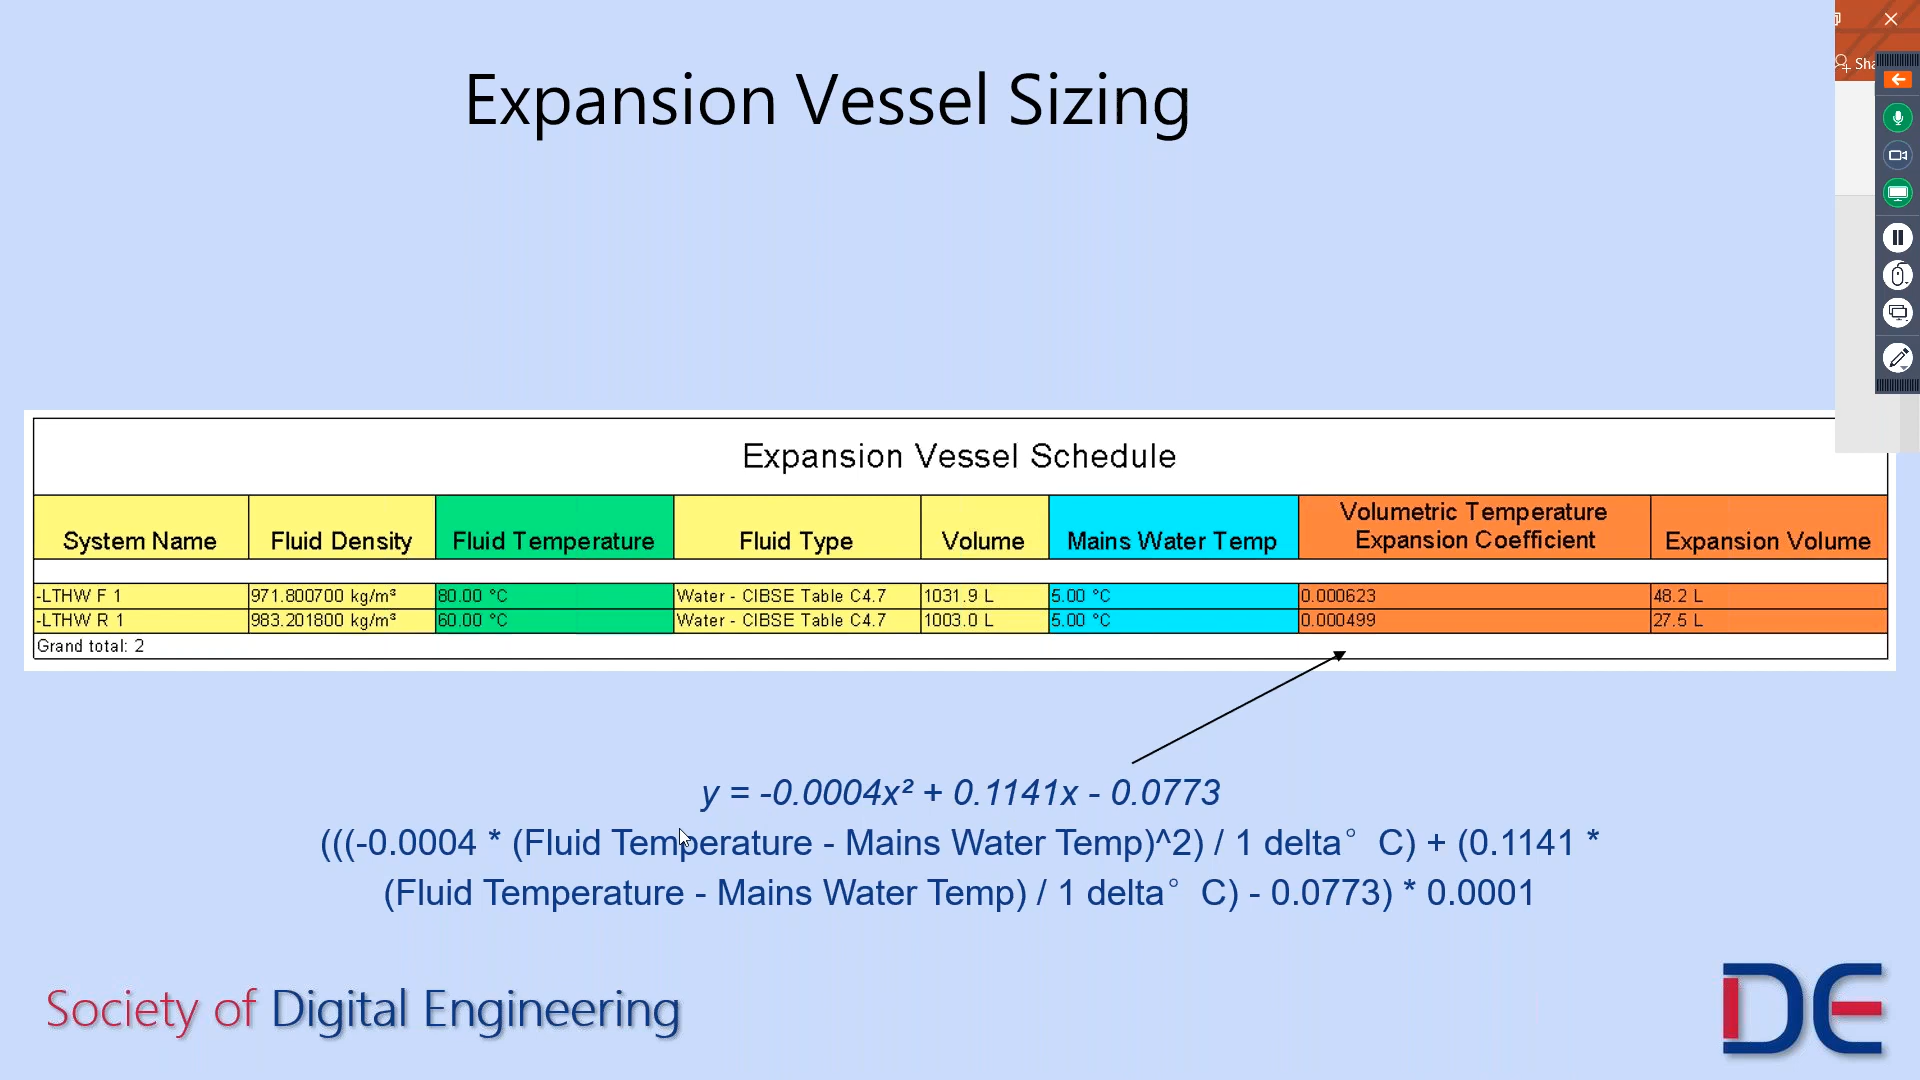 Expansion Vessel Sizing
Sha
Expansion Vessel Schedule
System Name Fluid Density Fluid Temperature Fluid Type Volume Mains Water Temp Volumetric Temperature Expansion Coefficient Expansion Volume
-LTHW F 1 971.800700 kg/m³ 80.00 °C Water - CIBSE Table C4.7 1031.9 L 5.00 °C 0.000623 48.2 L
-LTHW R 1 983.201800 kg/m³ 60.00 °C Water - CIBSE Table C4.7 1003.0 L 5.00 °C 0.000499 27.5 L
Grand total: 2
y = -0.0004x² + 0.1141x - 0.0773
(((-0.0004 * (Fluid Temperature - Mains Water Temp)^2) / 1 delta° C) + (0.1141 *
(Fluid Temperature - Mains Water Temp) / 1 delta° C) - 0.0773) * 0.0001
Society of Digital Engineering
DE